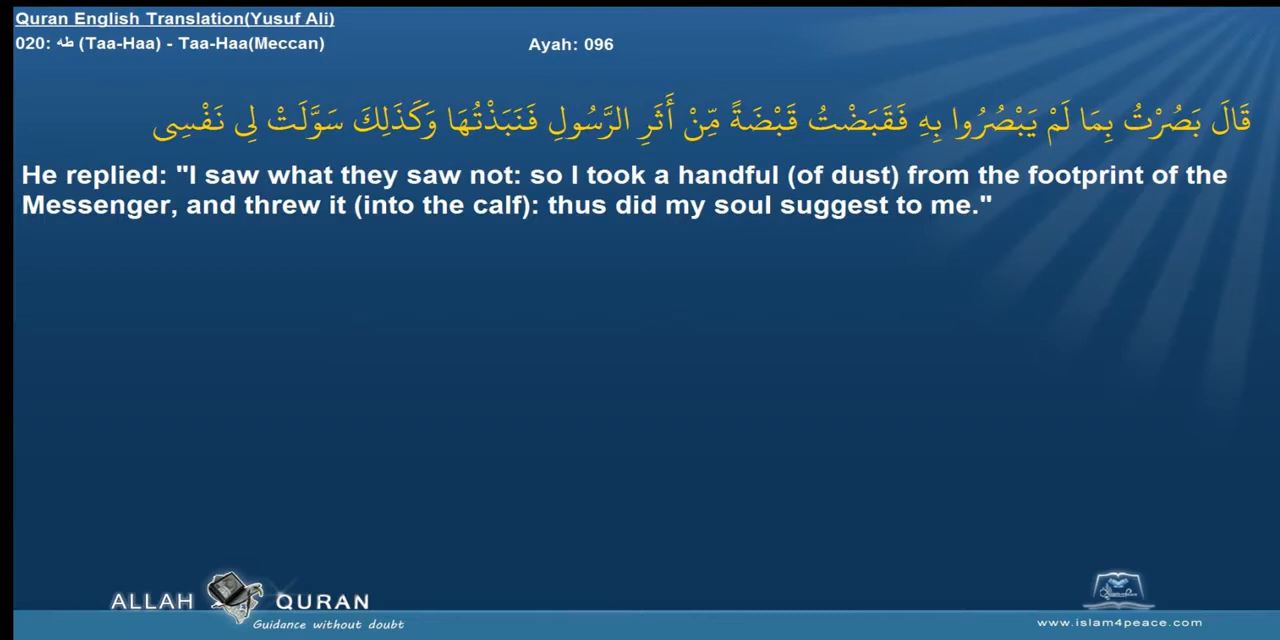 Quran English Translation(Yusuf Ali)
020: طه (Taa-Haa) - Taa-Haa(Meccan) Ayah: 096
قَالَ بَصُرْتُ بِمَا لَمْ يَبْصُرُوا بِهِ فَقَبَضْتُ قَبْضَةً مِّنْ أَثَرِ الرَّسُولِ فَنَبَذْتُهَا وَكَذَلِكَ سَوَّلَتْ لِى نَفْسِى
He replied: "I saw what they saw not: so I took a handful (of dust) from the footprint of the
Messenger, and threw it (into the calf): thus did my soul suggest to me."
ALLAH QURAN
Guidance without doubt
www.islam4peace.com